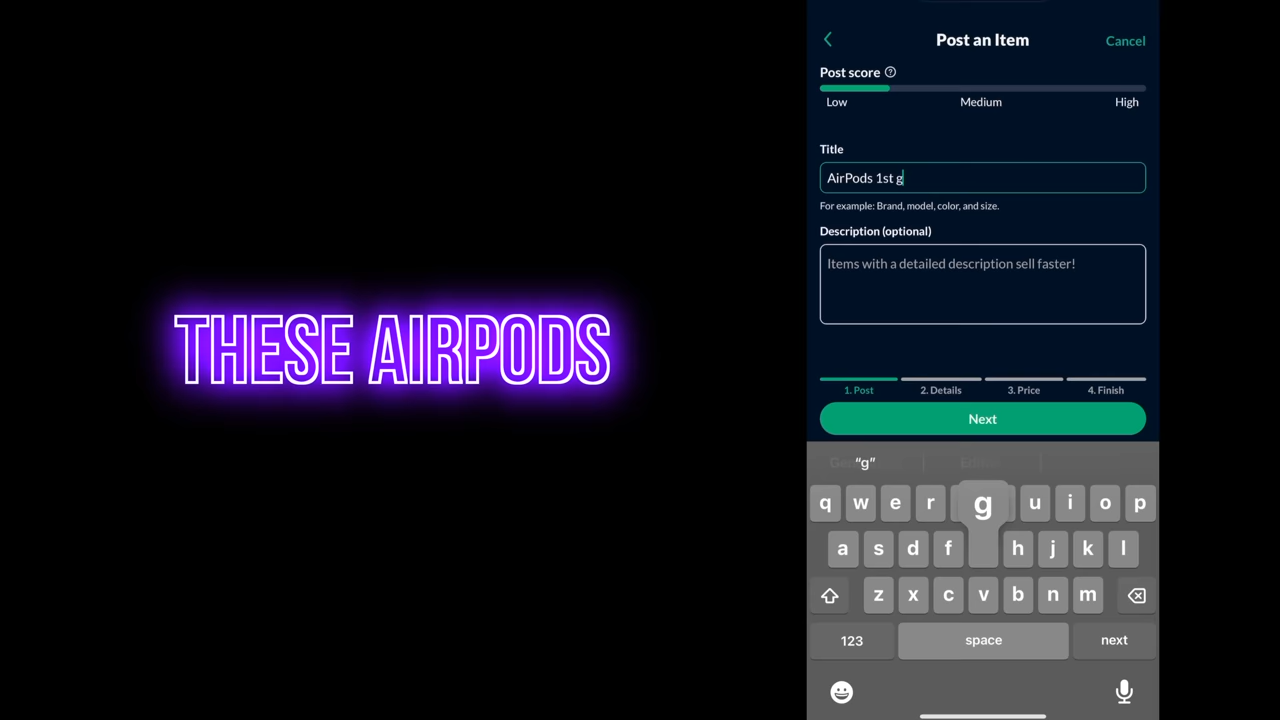 THESE AIRPODS
Post an Item
Cancel
Post score ?
Low Medium High
Title
AirPods 1st g
For example: Brand, model, color, and size.
Description (optional)
Items with a detailed description sell faster!
1. Post 2. Details 3. Price 4. Finish
Next
“g”
q w e r g u i o p
a s d f h j k l
z x c v b n m
123 space next